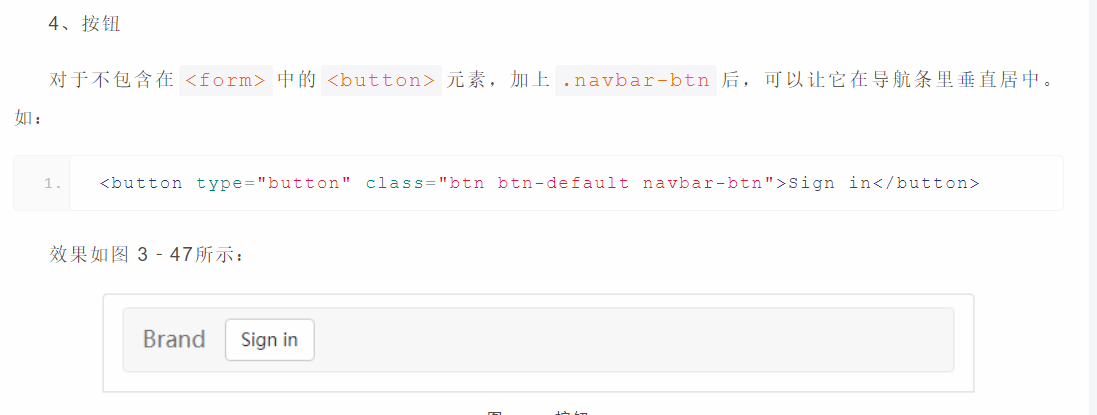 4、按钮
对于不包含在 <form> 中的 <button> 元素，加上 .navbar-btn 后，可以让它在导航条里垂直居中。
如：
1. <button type="button" class="btn btn-default navbar-btn">Sign in</button>
效果如图 3 - 47所示：
Brand Sign in